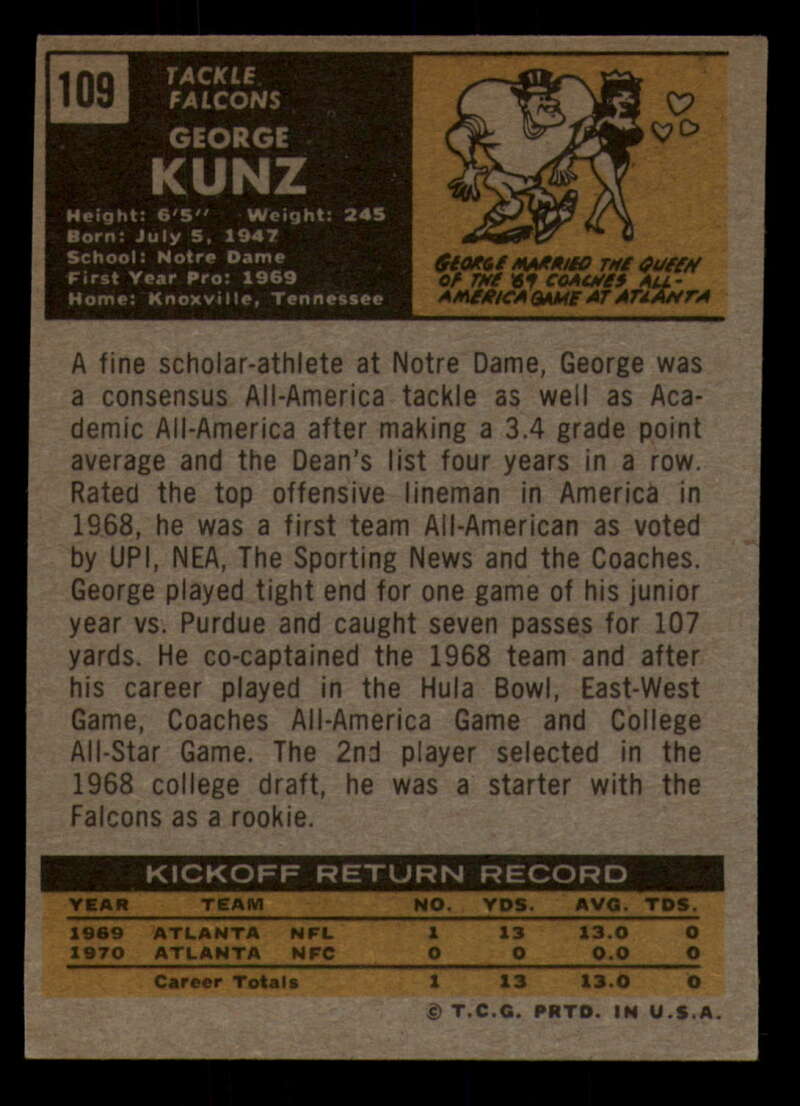 109
TACKLE
FALCONS
GEORGE
KUNZ
Height: 6'5" Weight: 245
Born: July 5, 1947
School: Notre Dame
First Year Pro: 1969
Home: Knoxville, Tennessee
GEORGE MARRIED THE QUEEN
OF THE '69 COACHES ALL-
AMERICA GAME AT ATLANTA
A fine scholar-athlete at Notre Dame, George was
a consensus All-America tackle as well as Aca-
demic All-America after making a 3.4 grade point
average and the Dean's list four years in a row.
Rated the top offensive lineman in America in
1968, he was a first team All-American as voted
by UPI, NEA, The Sporting News and the Coaches.
George played tight end for one game of his junior
year vs. Purdue and caught seven passes for 107
yards. He co-captained the 1968 team and after
his career played in the Hula Bowl, East-West
Game, Coaches All-America Game and College
All-Star Game. The 2nd player selected in the
1968 college draft, he was a starter with the
Falcons as a rookie.
KICKOFF RETURN RECORD
YEAR TEAM NO. YDS. AVG. TDS.
1969 ATLANTA NFL 1 13 13.0 0
1970 ATLANTA NFC 0 0 0.0 0
Career Totals 1 13 13.0 0
© T.C.G. PRTD. IN U.S.A.